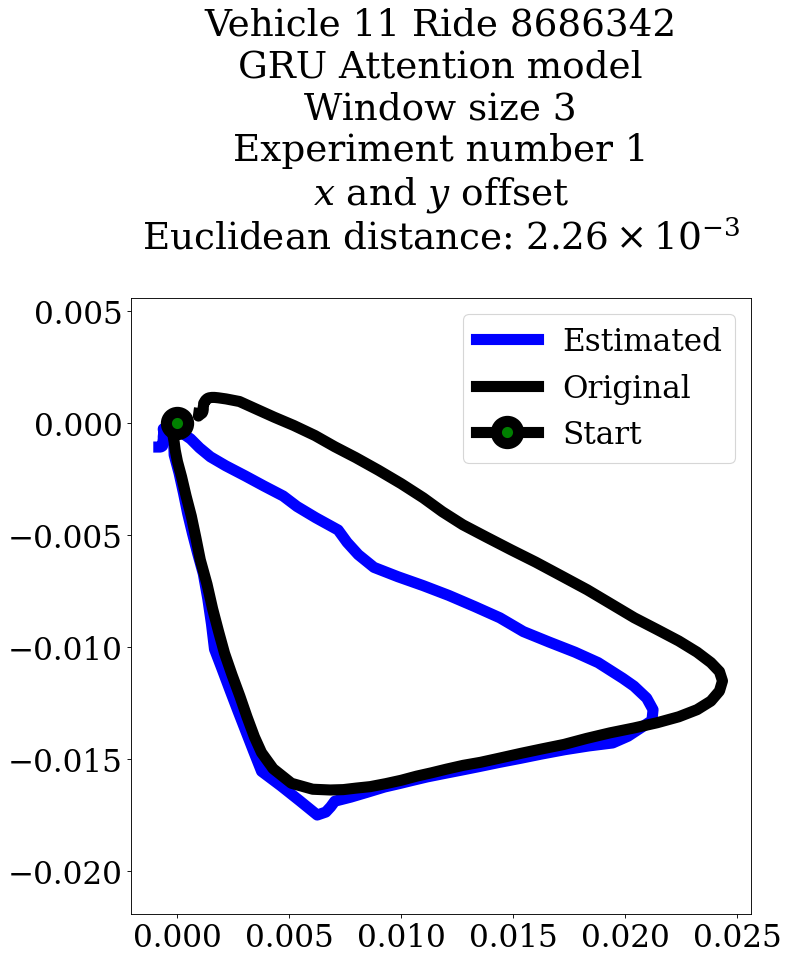 Vehicle 11 Ride 8686342
GRU Attention model
Window size 3
Experiment number 1
x and y offset
Euclidean distance: 2.26 × 10⁻³
Estimated
Original
Start
0.005
0.000
−0.005
−0.010
−0.015
−0.020
0.000 0.005 0.010 0.015 0.020 0.025